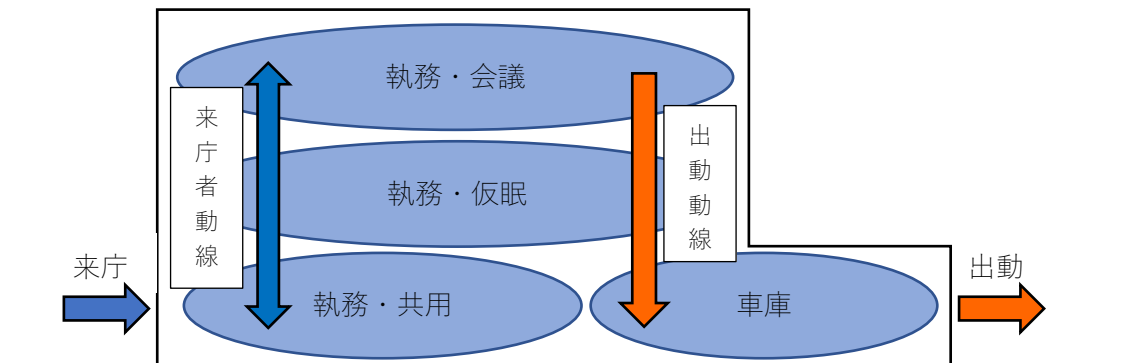 執務・会議
来庁者動線
出動動線
執務・仮眠
来庁
執務・共用
車庫
出動